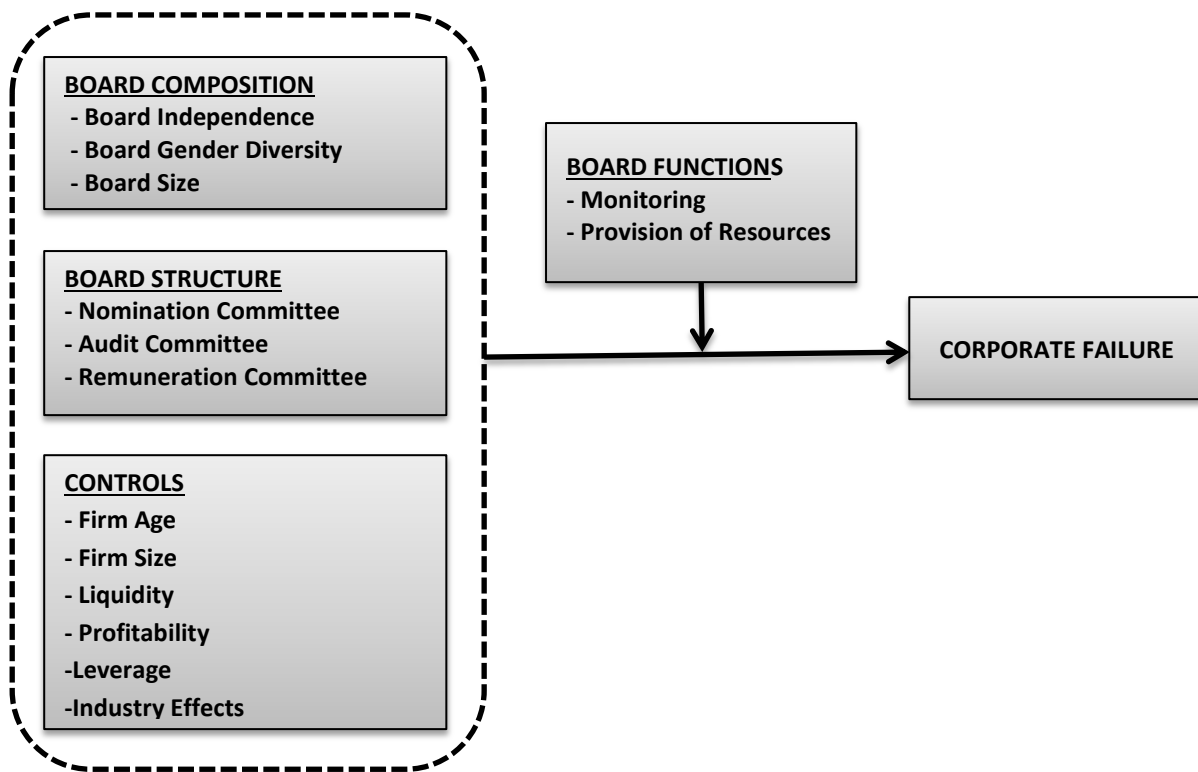 BOARD COMPOSITION
- Board Independence
- Board Gender Diversity
- Board Size
BOARD STRUCTURE
- Nomination Committee
- Audit Committee
- Remuneration Committee
CONTROLS
- Firm Age
- Firm Size
- Liquidity
- Profitability
-Leverage
-Industry Effects
BOARD FUNCTIONS
- Monitoring
- Provision of Resources
CORPORATE FAILURE